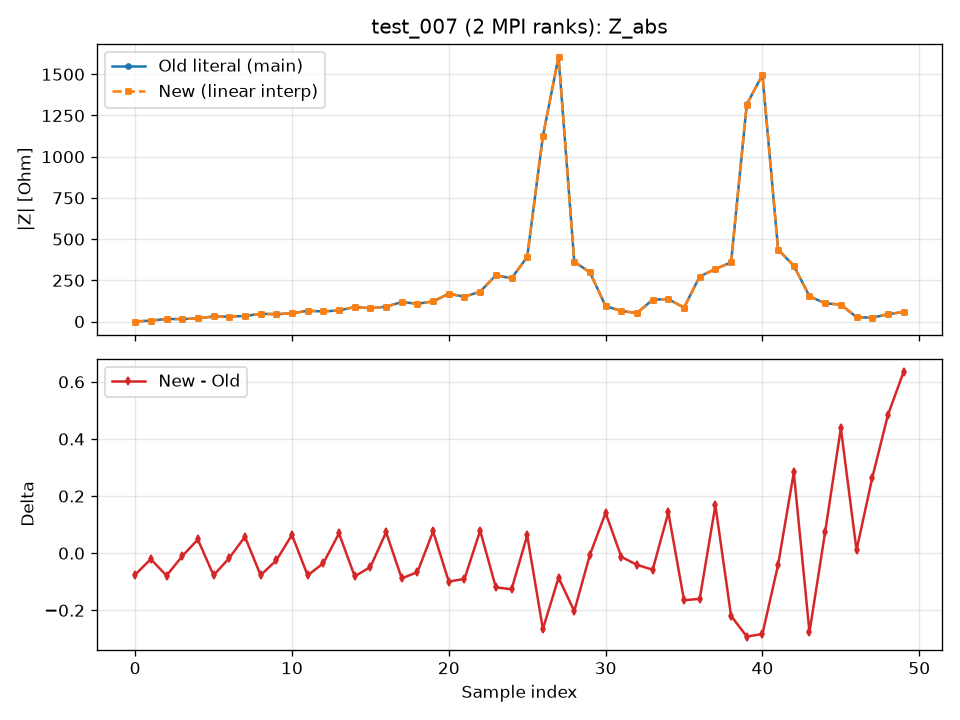 test_007 (2 MPI ranks): Z_abs
Old literal (main)
New (linear interp)
|Z| [Ohm]
1500
1250
1000
750
500
250
0
New - Old
Delta
0.6
0.4
0.2
0.0
−0.2
0 10 20 30 40 50
Sample index